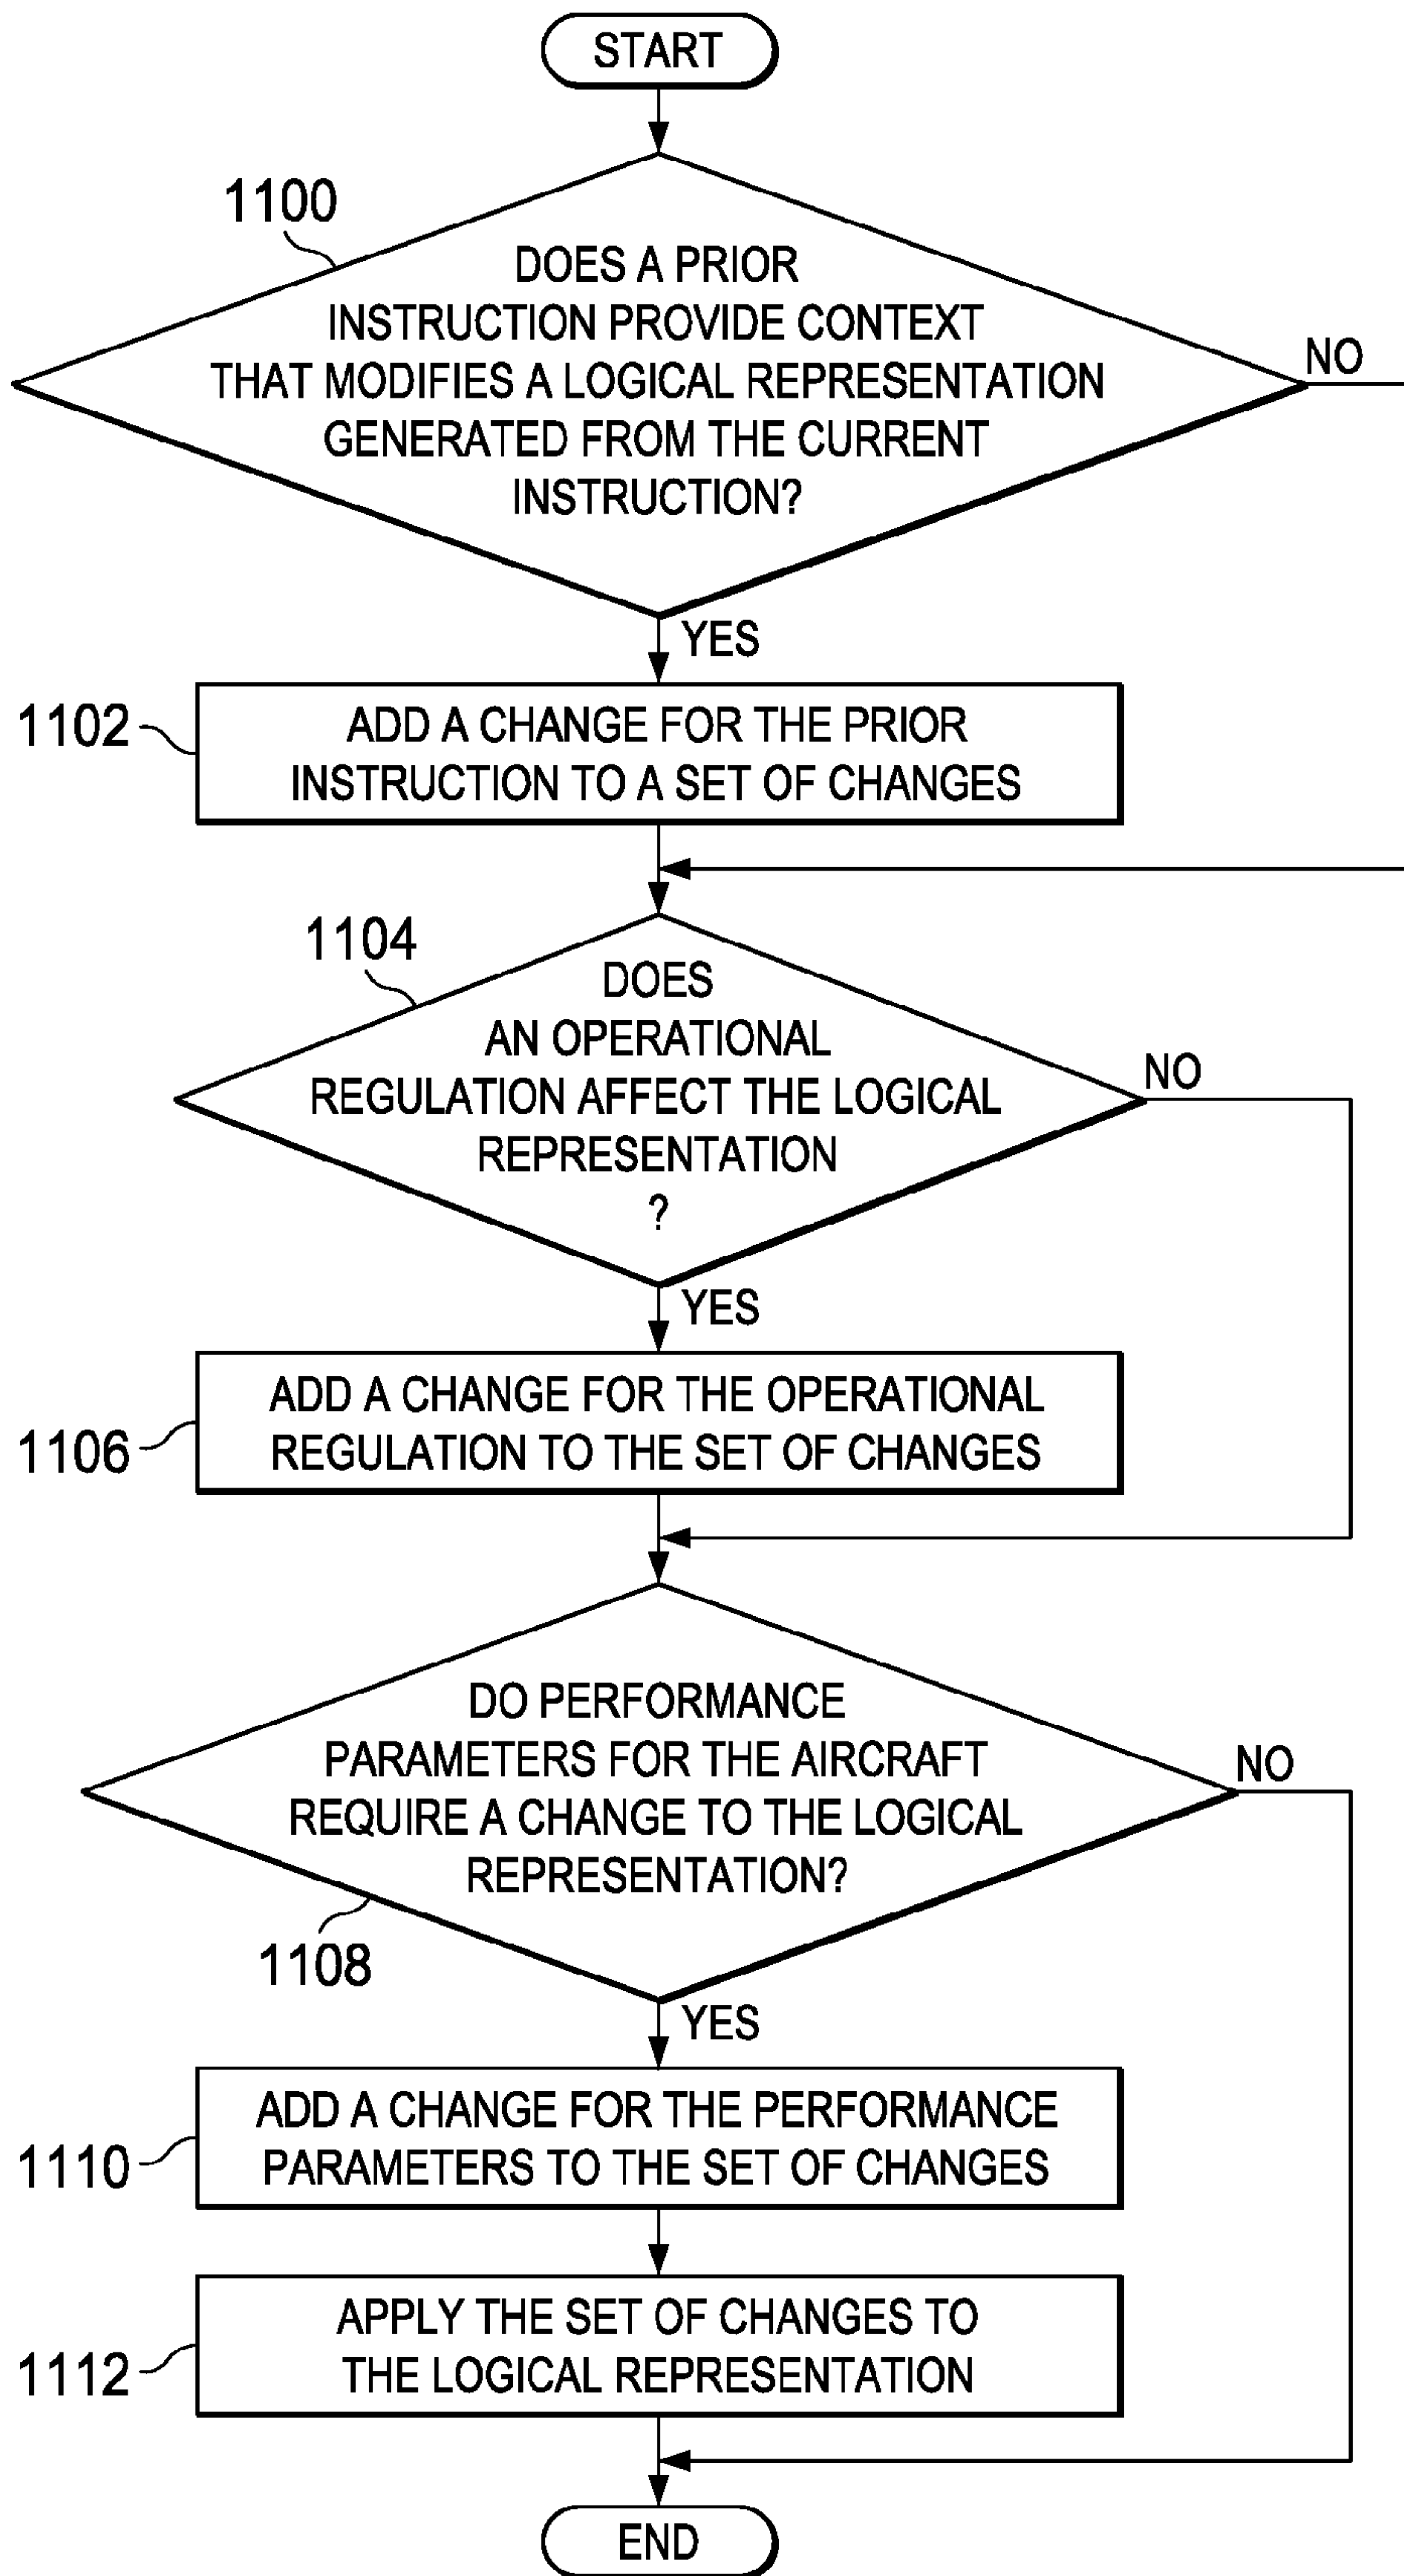 START
1100
DOES A PRIOR
INSTRUCTION PROVIDE CONTEXT
THAT MODIFIES A LOGICAL REPRESENTATION
GENERATED FROM THE CURRENT
INSTRUCTION?
NO
YES
1102
ADD A CHANGE FOR THE PRIOR
INSTRUCTION TO A SET OF CHANGES
1104
DOES
AN OPERATIONAL
REGULATION AFFECT THE LOGICAL
REPRESENTATION
?
NO
YES
1106
ADD A CHANGE FOR THE OPERATIONAL
REGULATION TO THE SET OF CHANGES
DO PERFORMANCE
PARAMETERS FOR THE AIRCRAFT
REQUIRE A CHANGE TO THE LOGICAL
REPRESENTATION?
NO
1108
YES
1110
ADD A CHANGE FOR THE PERFORMANCE
PARAMETERS TO THE SET OF CHANGES
1112
APPLY THE SET OF CHANGES TO
THE LOGICAL REPRESENTATION
END